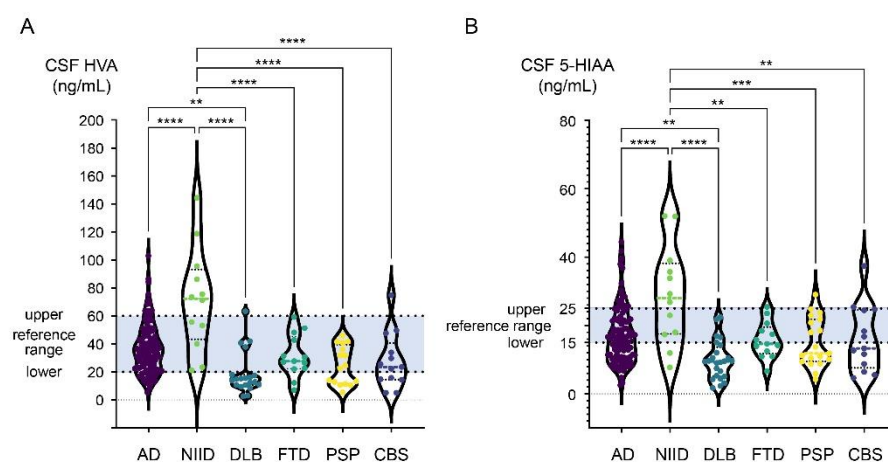 A
CSF HVA
(ng/mL)
****
****
****
****
**
****
****
200
180
160
140
120
100
80
60
40
20
0
upper
reference
range
lower
AD NIID DLB FTD PSP CBS
B
CSF 5-HIAA
(ng/mL)
**
***
**
**
****
****
80
60
40
25
15
0
upper
reference range
lower
AD NIID DLB FTD PSP CBS